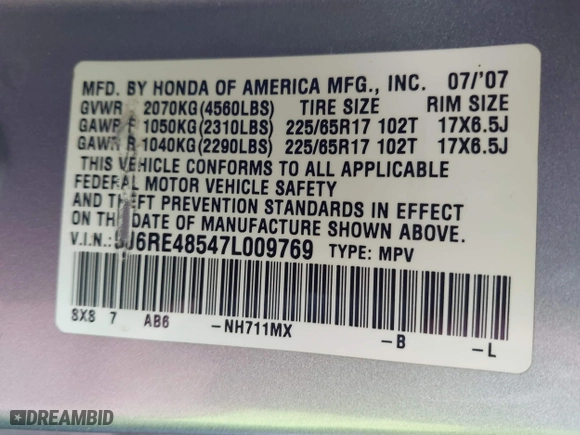 MFD. BY HONDA OF AMERICA MFG., INC. 07/'07
GVWR 2070KG(4560LBS) TIRE SIZE RIM SIZE
GAWR F 1050KG(2310LBS) 225/65R17 102T 17X6.5J
GAWR R 1040KG(2290LBS) 225/65R17 102T 17X6.5J
THIS VEHICLE CONFORMS TO ALL APPLICABLE
FEDERAL MOTOR VEHICLE SAFETY
AND THEFT PREVENTION STANDARDS IN EFFECT
ON THE DATE OF MANUFACTURE SHOWN ABOVE.
V.I.N.: 5J6RE48547L009769 TYPE: MPV
8X8 7 AB6 -NH711MX -B -L
DREAMBID